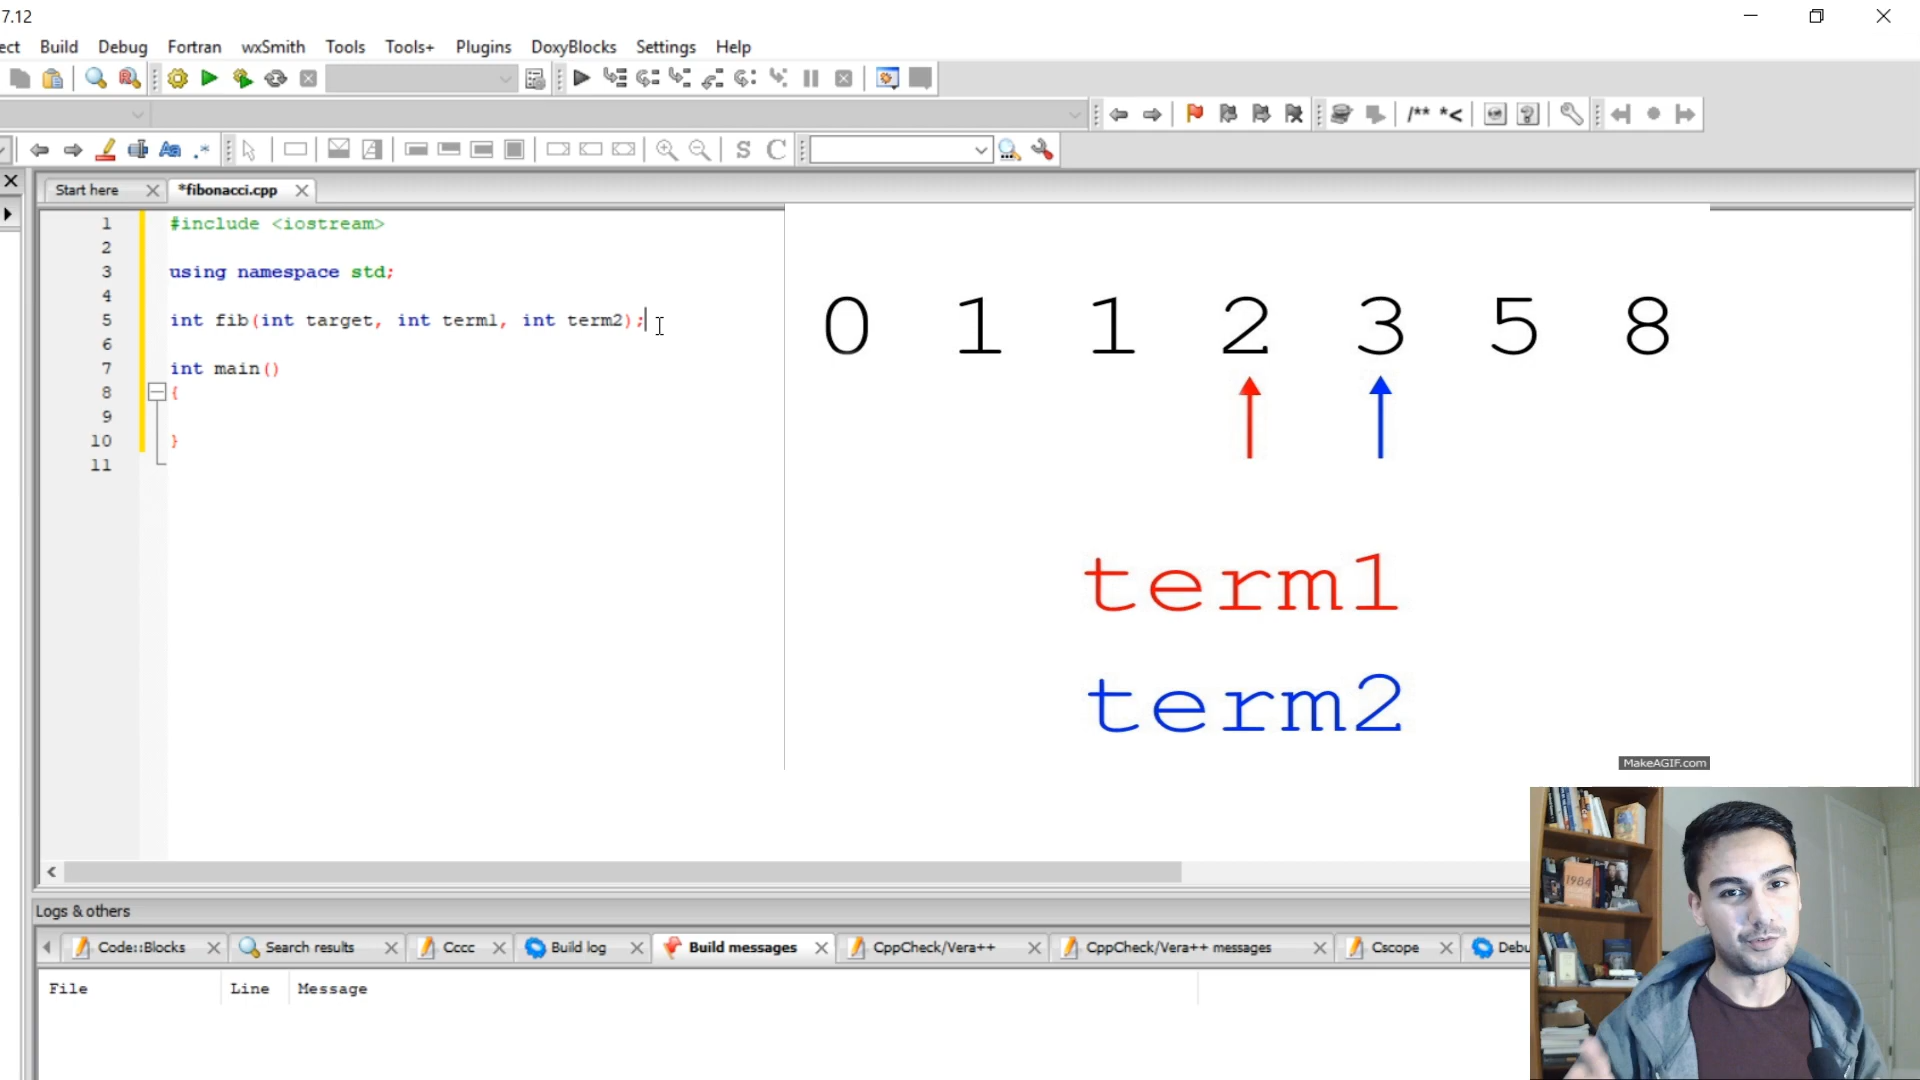 7.12
ect Build Debug Fortran wxSmith Tools Tools+ Plugins DoxyBlocks Settings Help
/** *<
S C
Start here *fibonacci.cpp
1 #include <iostream>
2
3 using namespace std;
4
5 int fib(int target, int term1, int term2);
6
7 int main()
8 {
9
10 }
11
0 1 1 2 3 5 8
term1
term2
MakeAGIF.com
1984
Logs & others
Code::Blocks Search results Cccc Build log Build messages CppCheck/Vera++ CppCheck/Vera++ messages Cscope Debu
File Line Message